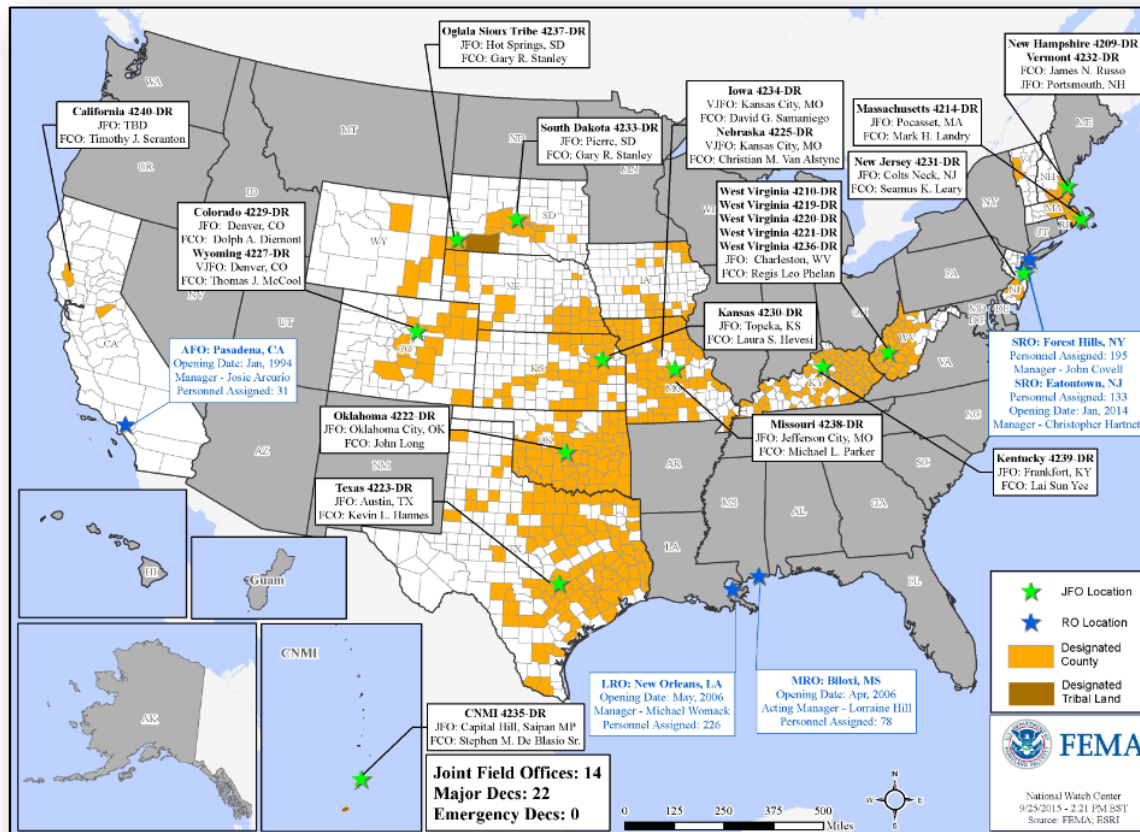 Oglala Sioux Tribe 4237-DR
JFO: Hot Springs, SD
FCO: Gary R. Stanley
New Hampshire 4209-DR
Vermont 4232-DR
FCO: James N. Russo
JFO: Portsmouth, NH
California 4240-DR
JFO: TBD
FCO: Timothy J. Scranton
South Dakota 4233-DR
JFO: Pierre, SD
FCO: Gary R. Stanley
Iowa 4234-DR
VJFO: Kansas City, MO
FCO: David G. Samaniego
Nebraska 4225-DR
VJFO: Kansas City, MO
FCO: Christian M. Van Alstyne
Massachusetts 4214-DR
JFO: Pocasset, MA
FCO: Mark H. Landry
New Jersey 4231-DR
JFO: Colts Neck, NJ
FCO: Seamus K. Leary
Colorado 4229-DR
JFO: Denver, CO
FCO: Dolph A. Diemont
Wyoming 4227-DR
VJFO: Denver, CO
FCO: Thomas J. McCool
West Virginia 4210-DR
West Virginia 4219-DR
West Virginia 4220-DR
West Virginia 4221-DR
West Virginia 4236-DR
JFO: Charleston, WV
FCO: Regis Leo Phelan
Kansas 4230-DR
JFO: Topeka, KS
FCO: Laura S. Hevesi
AFO: Pasadena, CA
Opening Date: Jan, 1994
Manager - Josie Arcurio
Personnel Assigned: 31
SRO: Forest Hills, NY
Personnel Assigned: 195
Manager - John Covell
SRO: Eatontown, NJ
Personnel Assigned: 133
Opening Date: Jan, 2014
Manager - Christopher Hartnet
Oklahoma 4222-DR
JFO: Oklahoma City, OK
FCO: John Long
Missouri 4238-DR
JFO: Jefferson City, MO
FCO: Michael L. Parker
Kentucky 4239-DR
JFO: Frankfort, KY
FCO: Lai Sun Yee
Texas 4223-DR
JFO: Austin, TX
FCO: Kevin L. Hannes
LRO: New Orleans, LA
Opening Date: May, 2006
Manager - Michael Womack
Personnel Assigned: 226
MRO: Biloxi, MS
Opening Date: Apr, 2006
Acting Manager - Lorraine Hill
Personnel Assigned: 78
CNMI 4235-DR
JFO: Capital Hill, Saipan MP
FCO: Stephen M. De Blasio Sr.
WA
MT
ND
MN
ME
OR
ID
WY
SD
NY
NH
MA
CT
RI
PA
NJ
NV
UT
CO
NE
IA
KS
MO
KY
WV
CA
AZ
NM
OK
AR
TX
LA
MS
AL
GA
SC
NC
FL
HI
Guam
AK
CNMI
JFO Location
RO Location
Designated
County
Designated
Tribal Land
Joint Field Offices: 14
Major Decs: 22
Emergency Decs: 0
0 125 250 375 500
Miles
N
W E
S
FEMA
National Watch Center
9/25/2015 - 2:21 PM EST
Source: FEMA; ESRI